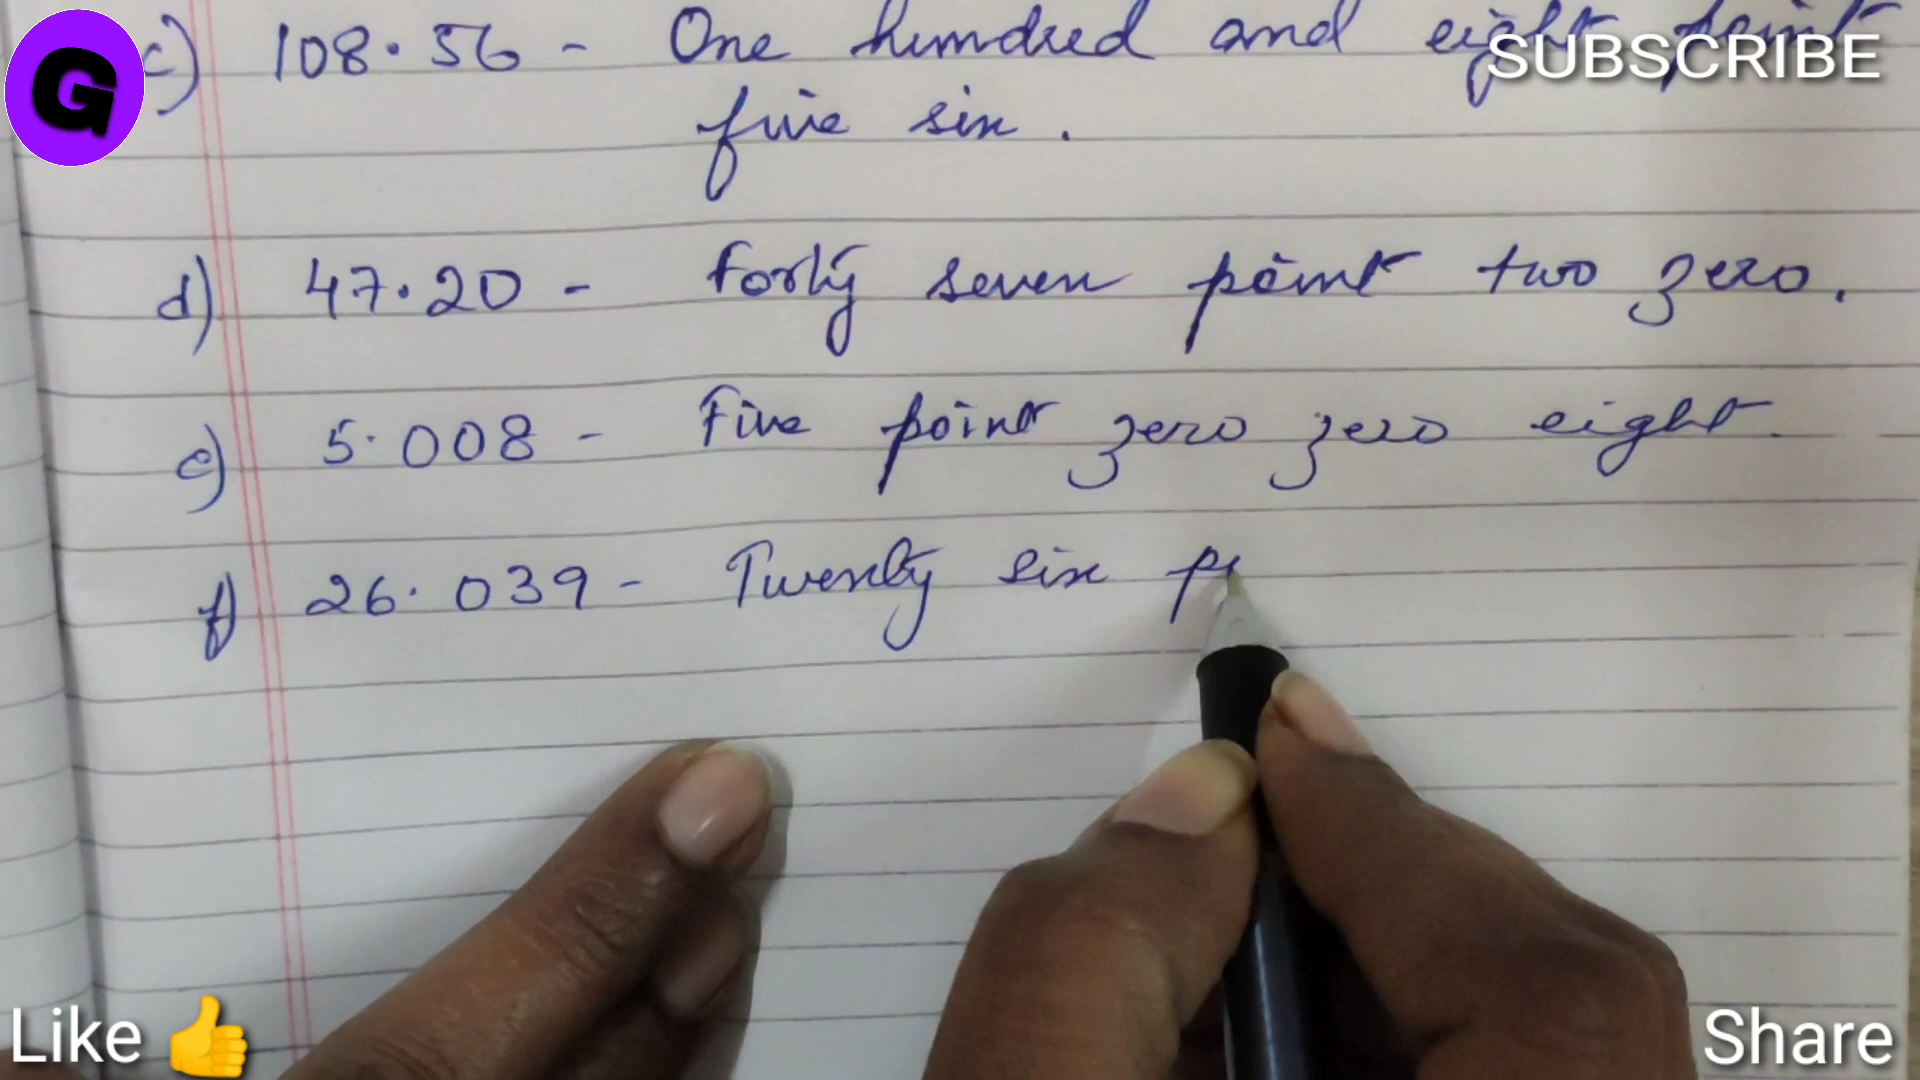 G
c) 108.56 - One hundred and eight point
SUBSCRIBE
five six.
d) 47.20 - Forty seven point two zero.
e) 5.008 - Five point zero zero eight.
f) 26.039 - Twenty six p
Like 👍
Share